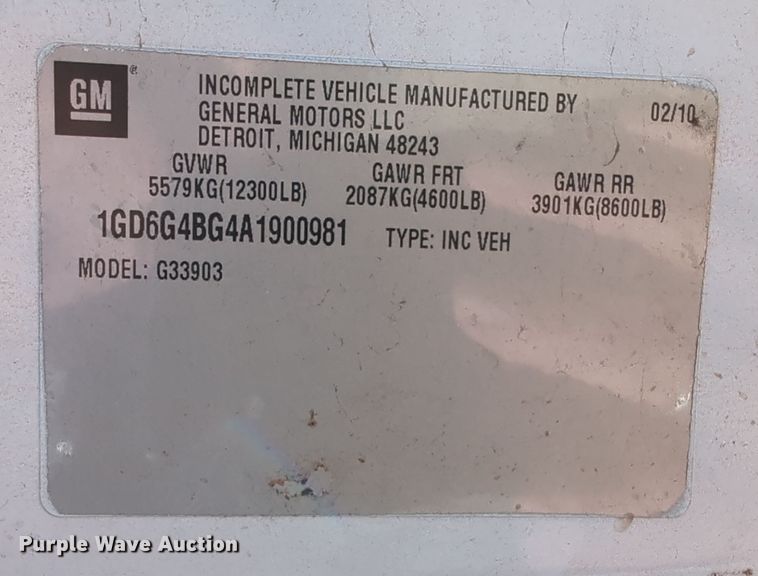 GM ®
INCOMPLETE VEHICLE MANUFACTURED BY 02/10
GENERAL MOTORS LLC
DETROIT, MICHIGAN 48243
GVWR GAWR FRT GAWR RR
5579KG(12300LB) 2087KG(4600LB) 3901KG(8600LB)
1GD6G4BG4A1900981 TYPE: INC VEH
MODEL: G33903
Purple Wave Auction